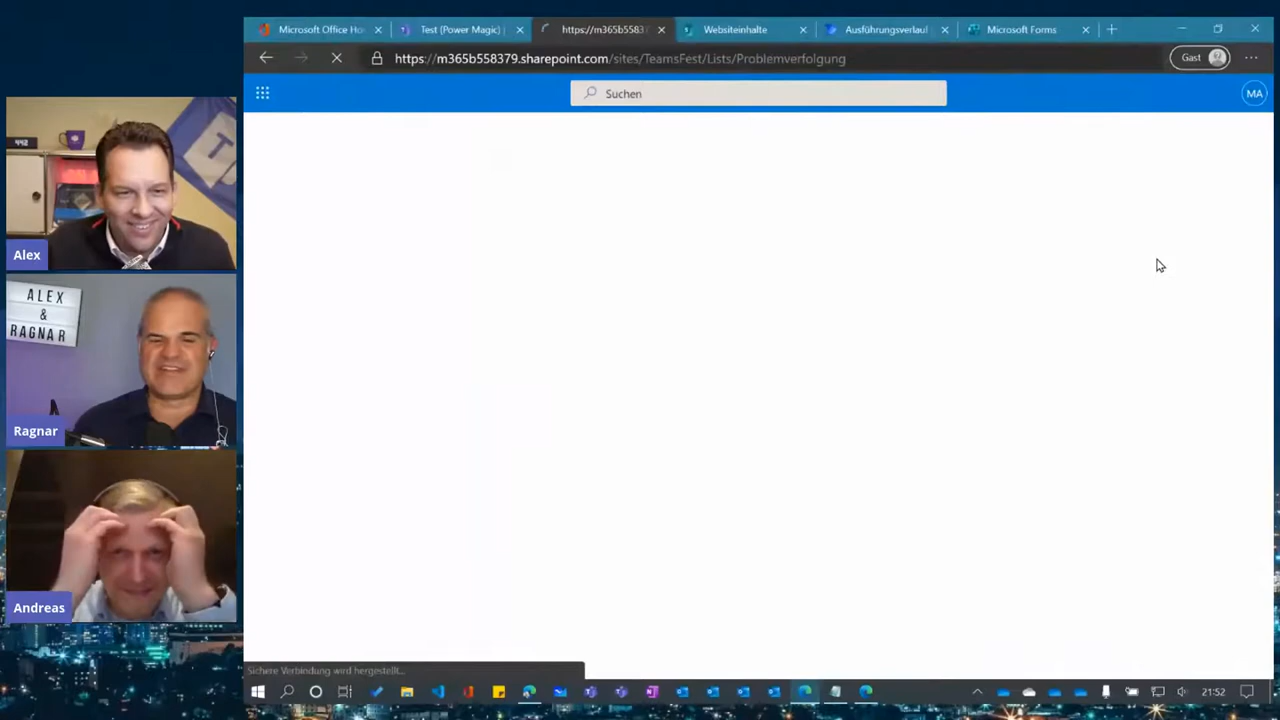 Microsoft Office Ho
Test (Power Magic) |
https://m365b5583
Websiteinhalte
Ausführungsverlauf
Microsoft Forms
https://m365b558379.sharepoint.com/sites/TeamsFest/Lists/Problemverfolgung
Gast
Suchen
MA
442
T
Alex
ALEX
&
RAGNAR
Ragnar
Andreas
Sichere Verbindung wird hergestellt...
21:52